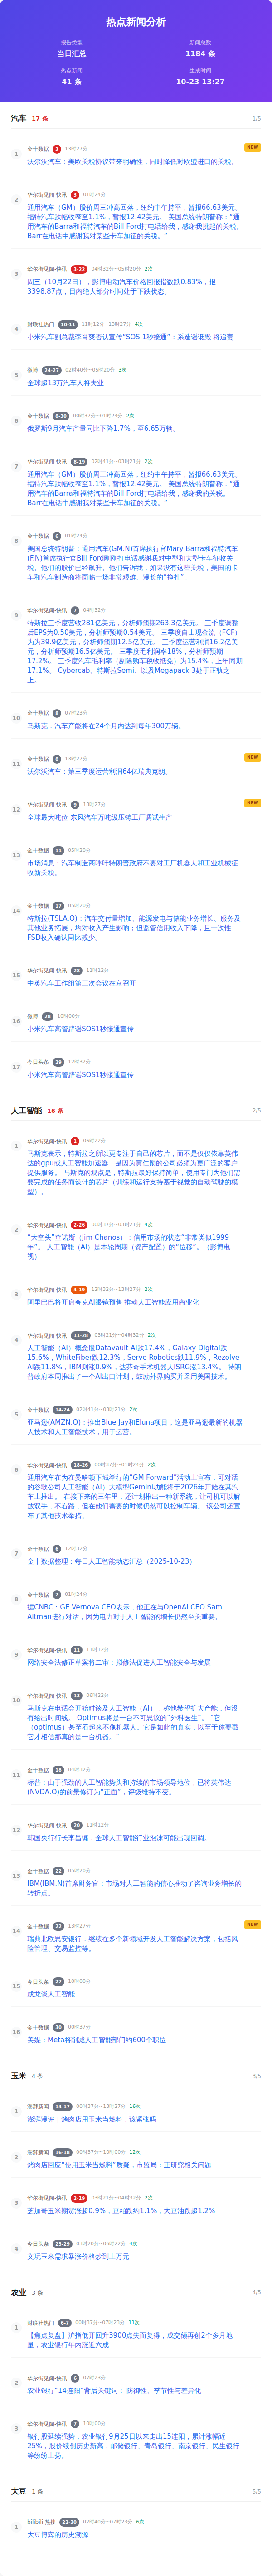 热点新闻分析
报告类型
新闻总数
当日汇总
1184 条
热点新闻
生成时间
41 条
10-23 13:27
汽车 17 条
1/5
1
金十数据 3 13时27分
NEW
沃尔沃汽车：美欧关税协议带来明确性，同时降低对欧盟进口的关税。
2
华尔街见闻-快讯 3 01时24分
通用汽车（GM）股价周三冲高回落，纽约中午持平，暂报66.63美元。
福特汽车跌幅收窄至1.1%，暂报12.42美元。 美国总统特朗普称：“通
用汽车的Barra和福特汽车的Bill Ford打电话给我，感谢我挑起的关税。
Barr在电话中感谢我对某些卡车加征的关税。”
3
华尔街见闻-快讯 3-22 04时32分~05时20分 2次
周三（10月22日），彭博电动汽车价格回报指数跌0.83%，报
3398.87点，日内绝大部分时间处于下跌状态。
4
财联社热门 10-11 11时12分~13时27分 4次
小米汽车副总裁李肖爽否认宣传“SOS 1秒接通”：系造谣诋毁 将追责
5
微博 24-27 02时40分~05时20分 3次
全球超13万汽车人将失业
6
金十数据 8-30 00时37分~01时24分 2次
俄罗斯9月汽车产量同比下降1.7%，至6.65万辆。
7
华尔街见闻-快讯 8-19 02时41分~03时21分 2次
通用汽车（GM）股价周三冲高回落，纽约中午持平，暂报66.63美元。
福特汽车跌幅收窄至1.1%，暂报12.42美元。 美国总统特朗普称：“通
用汽车的Barra和福特汽车的Bill Ford打电话给我，感谢我的关税。
Barr在电话中感谢我对某些卡车加征的关税。”
8
金十数据 6 01时24分
美国总统特朗普：通用汽车(GM.N)首席执行官Mary Barra和福特汽车
(F.N)首席执行官Bill Ford刚刚打电话感谢我对中型和大型卡车征收关
税。他们的股价已经飙升。他们告诉我，如果没有这些关税，美国的卡
车和汽车制造商将面临一场非常艰难、漫长的“挣扎”。
9
华尔街见闻-快讯 7 04时32分
特斯拉三季度营收281亿美元，分析师预期263.3亿美元。 三季度调整
后EPS为0.50美元，分析师预期0.54美元。 三季度自由现金流（FCF）
为为39.9亿美元，分析师预期12.5亿美元。 三季度运营利润16.2亿美
元，分析师预期16.5亿美元。 三季度毛利润率18%，分析师预期
17.2%。 三季度汽车毛利率（剔除购车税收抵免）为15.4%，上年同期
17.1%。 Cybercab、特斯拉Semi、以及Megapack 3处于正轨之
上。
10
金十数据 8 07时23分
马斯克：汽车产能将在24个月内达到每年300万辆。
11
金十数据 8 13时27分
NEW
沃尔沃汽车：第三季度运营利润64亿瑞典克朗。
12
华尔街见闻-快讯 9 13时27分
NEW
全球最大吨位 东风汽车万吨级压铸工厂调试生产
13
金十数据 11 05时20分
市场消息：汽车制造商呼吁特朗普政府不要对工厂机器人和工业机械征
收新关税。
14
金十数据 17 05时20分
特斯拉(TSLA.O)：汽车交付量增加、能源发电与储能业务增长、服务及
其他业务拓展，均对收入产生影响；但监管信用收入下降，且一次性
FSD收入确认同比减少。
15
华尔街见闻-快讯 28 11时12分
中英汽车工作组第三次会议在京召开
16
微博 28 10时00分
小米汽车高管辟谣SOS1秒接通宣传
17
今日头条 29 12时32分
小米汽车高管辟谣SOS1秒接通宣传
人工智能 16 条
2/5
1
华尔街见闻-快讯 1 06时22分
马斯克表示，特斯拉之所以更专注于自己的芯片，而不是仅仅依靠英伟
达的gpu成人工智能加速器，是因为黄仁勋的公司必须为更广泛的客户
提供服务。 马斯克的观点是，特斯拉最好保持简单，使用专门为他们需
要完成的任务而设计的芯片（训练和运行支持基于视觉的自动驾驶的模
型）。
2
华尔街见闻-快讯 2-26 00时37分~03时21分 4次
“大空头”查诺斯（Jim Chanos）：信用市场的状态“非常类似1999
年”。 人工智能（AI）是本轮周期（资产配置）的“位移”。（彭博电
视）
3
华尔街见闻-快讯 4-19 12时32分~13时27分 2次
阿里巴巴将开启夸克AI眼镜预售 推动人工智能应用商业化
4
华尔街见闻-快讯 11-28 03时21分~04时32分 2次
人工智能（AI）概念股Datavault AI跌17.4%，Galaxy Digital跌
15.6%，WhiteFiber跌12.3%，Serve Robotics跌11.9%，Rezolve
AI跌11.8%，IBM则涨0.9%，达芬奇手术机器人ISRG涨13.4%。 特朗
普政府本周推出了一个AI出口计划，鼓励外界购买并采用美国技术。
5
金十数据 14-24 02时41分~03时21分 2次
亚马逊(AMZN.O)：推出Blue Jay和Eluna项目，这是亚马逊最新的机器
人技术和人工智能技术，用于运营。
6
华尔街见闻-快讯 18-26 00时37分~01时24分 2次
通用汽车在为在曼哈顿下城举行的“GM Forward”活动上宣布，可对话
的谷歌公司人工智能（AI）大模型Gemini功能将于2026年开始在其汽
车上推出。 在接下来的三年里，还计划推出一种新系统，让司机可以解
放双手，不看路，但在他们需要的时候仍然可以控制车辆。 该公司还宣
布了其他技术举措。
7
金十数据 6 12时32分
金十数据整理：每日人工智能动态汇总（2025-10-23）
8
金十数据 7 01时24分
据CNBC：GE Vernova CEO表示，他正在与OpenAI CEO Sam
Altman进行对话，因为电力对于人工智能的增长仍然至关重要。
9
华尔街见闻-快讯 11 11时12分
网络安全法修正草案将二审：拟修法促进人工智能安全与发展
10
华尔街见闻-快讯 13 06时22分
马斯克在电话会开始时谈及人工智能（AI），称他希望扩大产能，但没
有给出时间线。 Optimus将是一台不可思议的“外科医生”。 “它
（optimus）甚至看起来不像机器人。它是如此的真实，以至于你要戳
它才相信那真的是一台机器。”
11
金十数据 18 04时32分
标普：由于强劲的人工智能势头和持续的市场领导地位，已将英伟达
(NVDA.O)的前景修订为“正面”，评级维持不变。
12
华尔街见闻-快讯 20 11时12分
韩国央行行长李昌镛：全球人工智能行业泡沫可能出现回调。
13
金十数据 22 05时20分
IBM(IBM.N)首席财务官：市场对人工智能的信心推动了咨询业务增长的
转折点。
14
金十数据 22 13时27分
NEW
瑞典北欧思安银行：继续在多个新领域开发人工智能解决方案，包括风
险管理、交易监控等。
15
今日头条 27 10时00分
成龙谈人工智能
16
金十数据 30 00时37分
美媒：Meta将削减人工智能部门约600个职位
玉米 4 条
3/5
1
澎湃新闻 14-17 00时37分~13时27分 16次
澎湃漫评｜烤肉店用玉米当燃料，该紧张吗
2
澎湃新闻 16-18 00时37分~10时00分 12次
烤肉店回应“使用玉米当燃料”质疑，市监局：正研究相关问题
3
华尔街见闻-快讯 2-19 03时21分~04时32分 2次
芝加哥玉米期货涨超0.9%，豆粕跌约1.1%，大豆油跌超1.2%
4
今日头条 23-29 03时20分~06时22分 4次
文玩玉米需求暴涨价格炒到上万元
农业 3 条
4/5
1
财联社热门 6-7 00时37分~07时23分 11次
【焦点复盘】沪指低开回升3900点失而复得，成交额再创2个多月地
量，农业银行年内涨近六成
2
华尔街见闻-快讯 6 07时23分
农业银行“14连阳”背后关键词： 防御性、季节性与差异化
3
华尔街见闻-快讯 7 10时00分
银行股延续强势，农业银行9月25日以来走出15连阳，累计涨幅近
25%，股价续创历史新高，邮储银行、青岛银行、南京银行、民生银行
等纷纷上扬。
大豆 1 条
5/5
1
bilibili 热搜 22-30 02时40分~07时23分 6次
大豆博弈的历史溯源